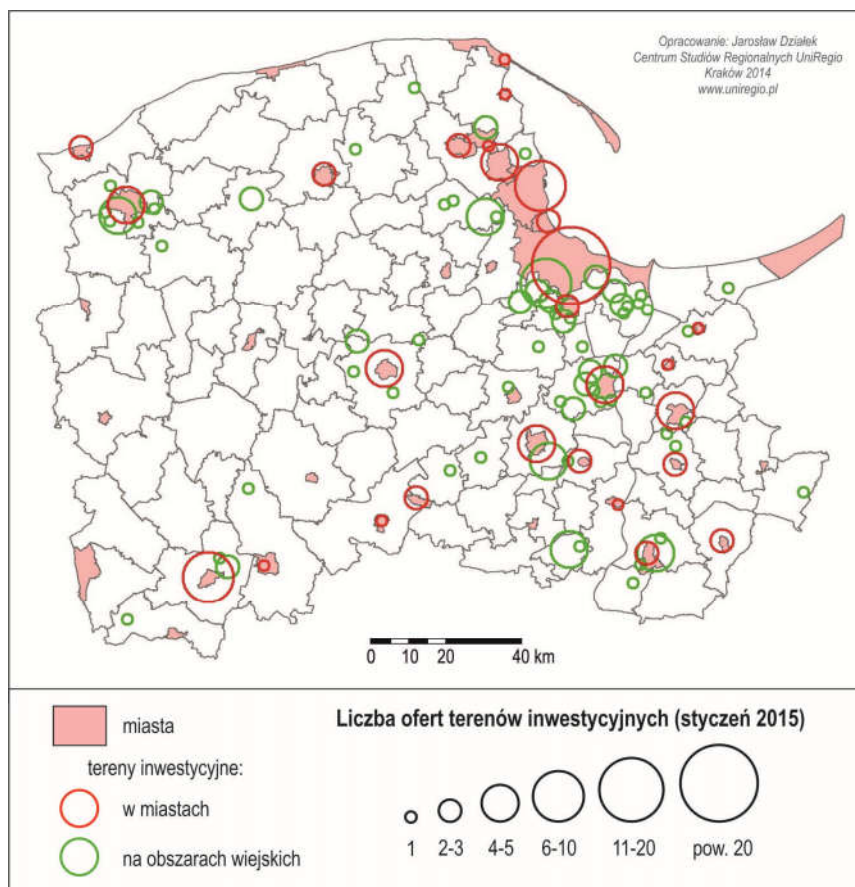 Opracowanie: Jarosław Działek
Centrum Studiów Regionalnych UniRegio
Kraków 2014
www.uniregio.pl
0 10 20 40 km
miasta
tereny inwestycyjne:
w miastach
na obszarach wiejskich
Liczba ofert terenów inwestycyjnych (styczeń 2015)
1 2-3 4-5 6-10 11-20 pow. 20